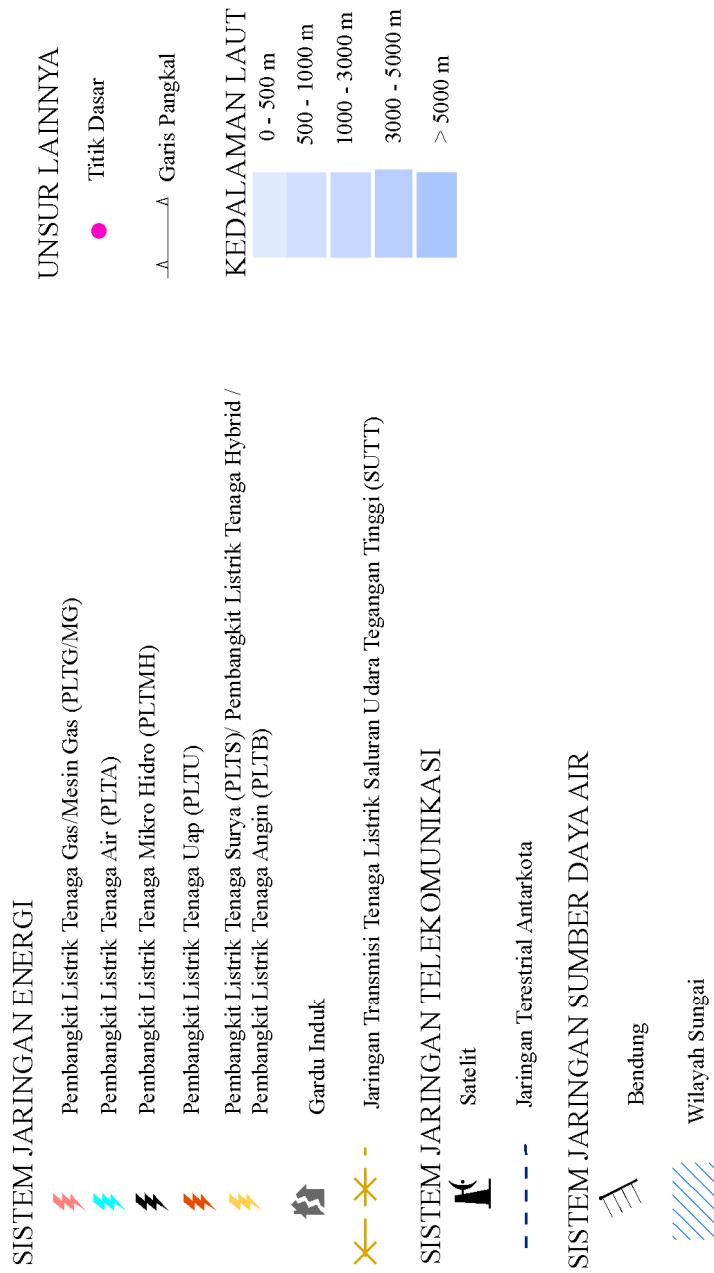 SISTEM JARINGAN ENERGI
Pembangkit Listrik Tenaga Gas/Mesin Gas (PLTG/MG)
Pembangkit Listrik Tenaga Air (PLTA)
Pembangkit Listrik Tenaga Mikro Hidro (PLTMH)
Pembangkit Listrik Tenaga Uap (PLTU)
Pembangkit Listrik Tenaga Surya (PLTS)/ Pembangkit Listrik Tenaga Hybrid /
Pembangkit Listrik Tenaga Angin (PLTB)
Gardu Induk
Jaringan Transmisi Tenaga Listrik Saluran Udara Tegangan Tinggi (SUTT)
SISTEM JARINGAN TELEKOMUNIKASI
Satelit
Jaringan Terestrial Antarkota
SISTEM JARINGAN SUMBER DAYA AIR
Bendung
Wilayah Sungai
UNSUR LAINNYA
Titik Dasar
Garis Pangkal
KEDALAMAN LAUT
0 - 500 m
500 - 1000 m
1000 - 3000 m
3000 - 5000 m
> 5000 m